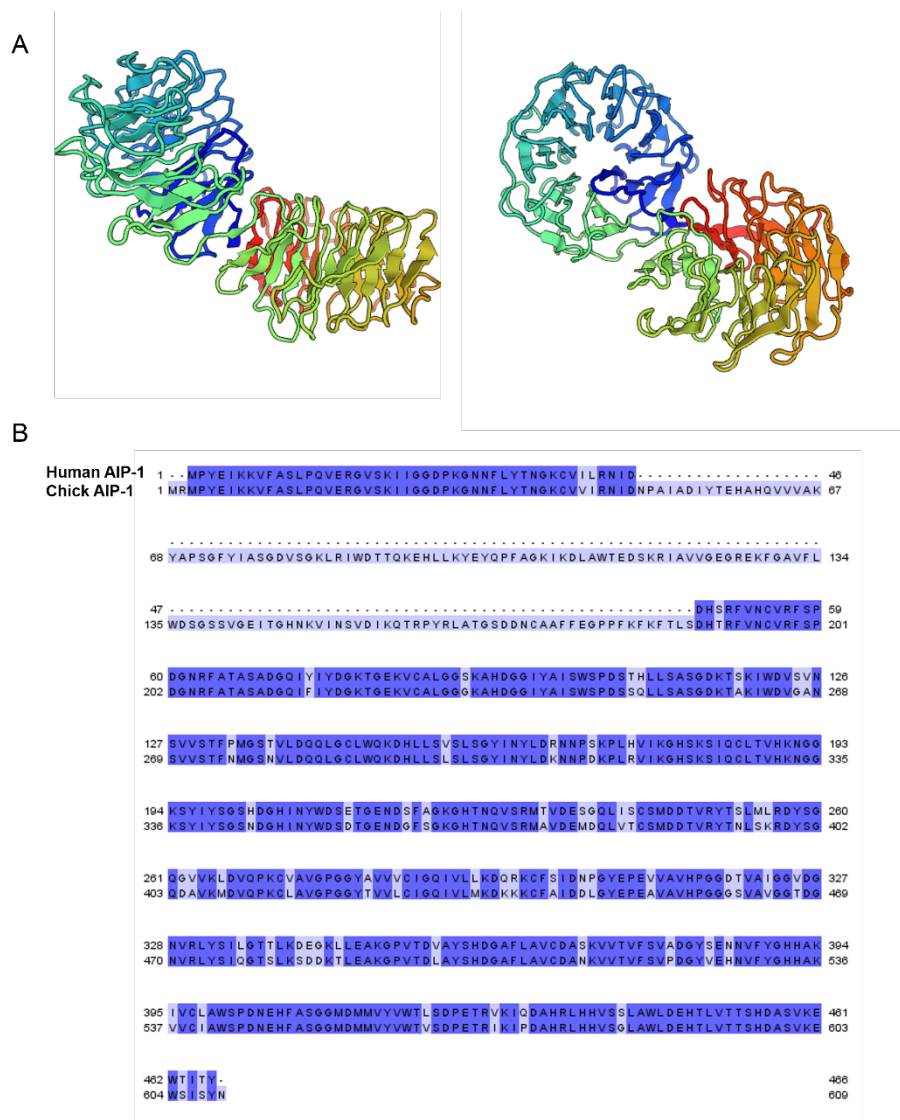 A
B
Human AIP-1 1 ··MPYEIKKVFASLPQVERGVSKIIGGDPKGNNFLYTNGKCVILRNID··················· 46
Chick AIP-1 1 MRMPYEIKKVFASLPQVERGVSKIIGGDPKGNNFLYTNGKCVVIRNIDNPAIADIYTEHAHQVVVAK 67
···································································
68 YAPSGFYIASGDVSGKLRIWDTTQKEHLLKYEYQPFAGKIKDLAWTEDSKRIAVVGEGREKFGAVFL 134
47 ······················································DHSRFVNCVRFSP 59
135 WDSGSSVGEITGHNKVINSVDIKQTRPYRLATGSDDNCAAFFEGPPFKFKFTLSDHTRFVNCVRFSP 201
60 DGNRFATASADGQIYIYDGKTGEKVCALGGSKAHDGGIYAISWSPDSTHLLSASGDKTSKIWDVSVN 126
202 DGNRFATASADGQIFIYDGKTGEKVCALGGGKAHDGGIYAISWSPDSSQLLSASGDKTAKIWDVGAN 268
127 SVVSTFPMGSTVLDQQLGCLWQKDHLLSVSLSGYINYLDRNNPSKPLHVIKGHSKSIQCLTVHKNGG 193
269 SVVSTFNMGSNVLDQQLGCLWQKDHLLSLSLSGYINYLDKNNPDKPLRVIKGHSKSIQCLTVHKNGG 335
194 KSYIYSGSHDGHINYWDSETGENDSFAGKGHTNQVSRMTVDESGQLISCSMDDTVRYTSLMLRDYSG 260
336 KSYIYSGSNDGHINYWDSDTGENDGFSGKGHTNQVSRMAVDEMDQLVTCSMDDTVRYTNLSKRDYSG 402
261 QGVVKLDVQPKCVAVGPGGYAVVVCIGQIVLLKDQRKCFSIDNPGYEPEVVAVHPGGDTVAIGGVDG 327
403 QDAVKMDVQPKCLAVGPGGYTVVLCIGQIVLMKDKKKCFAIDDLGYEPEAVAVHPGGGSVAVGGTDG 469
328 NVRLYSILGTTLKDEGKLLEAKGPVTDVAYSHDGAFLAVCDASKVVTVFSVADGYSENNVFYGHHAK 394
470 NVRLYSIQGTSLKSDDKTLEAKGPVTDLAYSHDGAFLAVCDANKVVTVFSVPDGYVEHNVFYGHHAK 536
395 IVCLAWSPDNEHFASGGMDMMVYVWTLSDPETRVKIQDAHRLHHVSSLAWLDEHTLVTTSHDASVKE 461
537 VVCIAWSPDNEHFASGGMDMMVYVWTVSDPETRIKIPDAHRLHHVSGLAWLDEHTLVTTSHDASVKE 603
462 WTITY· 466
604 WSISYN 609